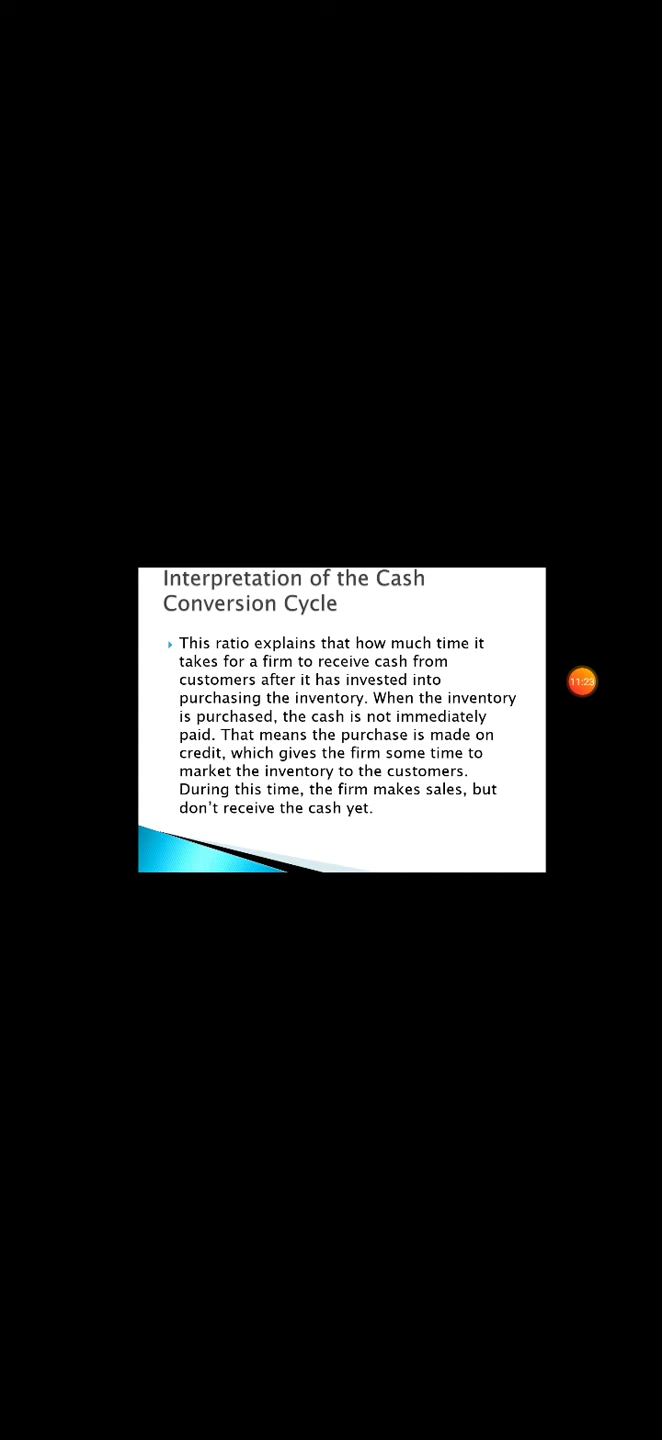 Interpretation of the Cash
Conversion Cycle
This ratio explains that how much time it
takes for a firm to receive cash from
customers after it has invested into
purchasing the inventory. When the inventory
is purchased, the cash is not immediately
paid. That means the purchase is made on
credit, which gives the firm some time to
market the inventory to the customers.
During this time, the firm makes sales, but
don't receive the cash yet.
11:23